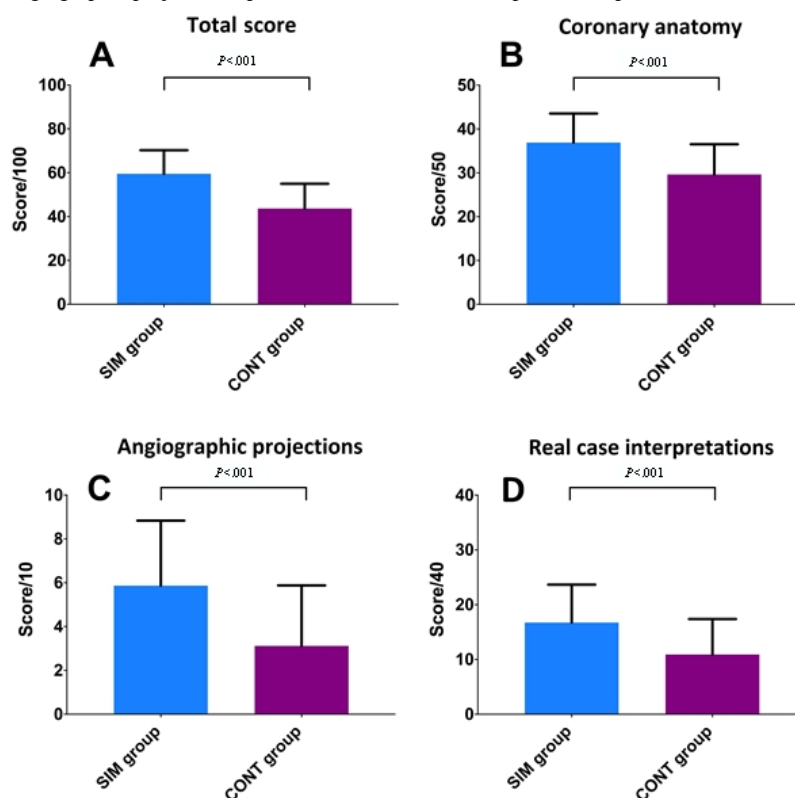 Total score
A
P<.001
Score/100
100
80
60
40
20
0
SIM group
CONT group
Coronary anatomy
B
P<.001
Score/50
50
40
30
20
10
0
SIM group
CONT group
Angiographic projections
C
P<.001
Score/10
10
8
6
4
2
0
SIM group
CONT group
Real case interpretations
D
P<.001
Score/40
40
30
20
10
0
SIM group
CONT group